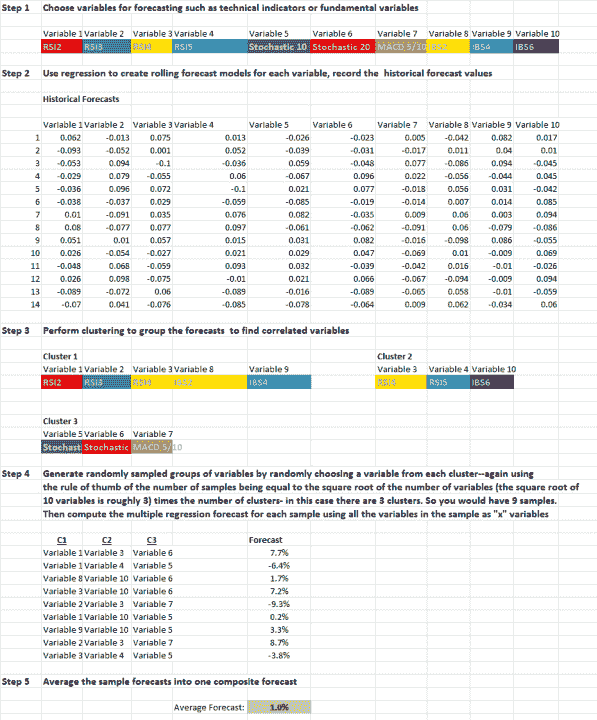 Step 1 Choose variables for forecasting such as technical indicators or fundamental variables
Variable 1 Variable 2 Variable 3 Variable 4 Variable 5 Variable 6 Variable 7 Variable 8 Variable 9 Variable 10
RSI2 RSI3 RSI4 RSI5 Stochastic 10 Stochastic 20 MACD 5/10 IBS4 IBS6
Step 2 Use regression to create rolling forecast models for each variable, record the historical forecast values
Historical Forecasts
Variable 1 Variable 2 Variable 3 Variable 4 Variable 5 Variable 6 Variable 7 Variable 8 Variable 9 Variable 10
1 0.062 -0.013 0.075 0.013 -0.026 -0.023 0.005 -0.042 0.082 0.017
2 -0.093 -0.052 0.001 0.052 -0.039 -0.031 -0.017 0.011 0.04 0.01
3 -0.053 0.094 -0.1 -0.036 0.059 -0.048 0.077 -0.086 0.094 -0.045
4 -0.029 0.079 -0.055 0.06 -0.067 0.096 0.022 -0.056 -0.044 0.045
5 -0.036 0.096 0.072 -0.1 0.021 0.077 -0.018 0.056 0.031 -0.042
6 -0.038 -0.037 0.029 -0.059 -0.085 -0.019 -0.014 0.007 0.014 0.085
7 0.01 -0.091 0.035 0.076 0.082 -0.035 0.009 0.06 0.003 0.094
8 0.08 -0.077 0.077 0.097 -0.061 -0.062 -0.091 0.06 -0.079 -0.086
9 0.051 0.01 0.057 0.015 0.031 0.082 -0.016 -0.098 0.086 -0.055
10 0.026 -0.054 -0.027 0.021 0.029 0.047 -0.069 0.01 -0.009 0.069
11 -0.048 0.068 -0.059 0.093 0.032 -0.039 -0.042 0.016 -0.01 -0.026
12 0.026 0.098 -0.075 -0.01 0.021 0.066 -0.067 -0.094 -0.009 0.094
13 -0.089 -0.072 0.06 -0.089 -0.016 -0.089 -0.065 0.058 -0.01 -0.059
14 -0.07 0.041 -0.076 -0.085 -0.078 -0.064 0.009 0.062 -0.034 0.06
Step 3 Perform clustering to group the forecasts to find correlated variables
Cluster 1 Cluster 2
Variable 1 Variable 2 Variable 3 Variable 8 Variable 9 Variable 3 Variable 4 Variable 10
RSI2 RSI3 IBS4 RSI5 IBS6
Cluster 3
Variable 5 Variable 6 Variable 7
Stochast Stochastic MACD 5/10
Step 4 Generate randomly sampled groups of variables by randomly choosing a variable from each cluster--again using
the rule of thumb of the number of samples being equal to the square root of the number of variables (the square root of
10 variables is roughly 3) times the number of clusters- in this case there are 3 clusters. So you would have 9 samples.
Then compute the multiple regression forecast for each sample using all the variables in the sample as "x" variables
C1 C2 C3 Forecast
Variable 1 Variable 3 Variable 6 7.7%
Variable 1 Variable 4 Variable 5 -6.4%
Variable 8 Variable 10 Variable 6 1.7%
Variable 3 Variable 10 Variable 6 7.2%
Variable 2 Variable 3 Variable 7 -9.3%
Variable 1 Variable 10 Variable 5 0.2%
Variable 9 Variable 10 Variable 5 3.3%
Variable 2 Variable 3 Variable 7 8.7%
Variable 3 Variable 4 Variable 5 -3.8%
Step 5 Average the sample forecasts into one composite forecast
Average Forecast: 1.0%